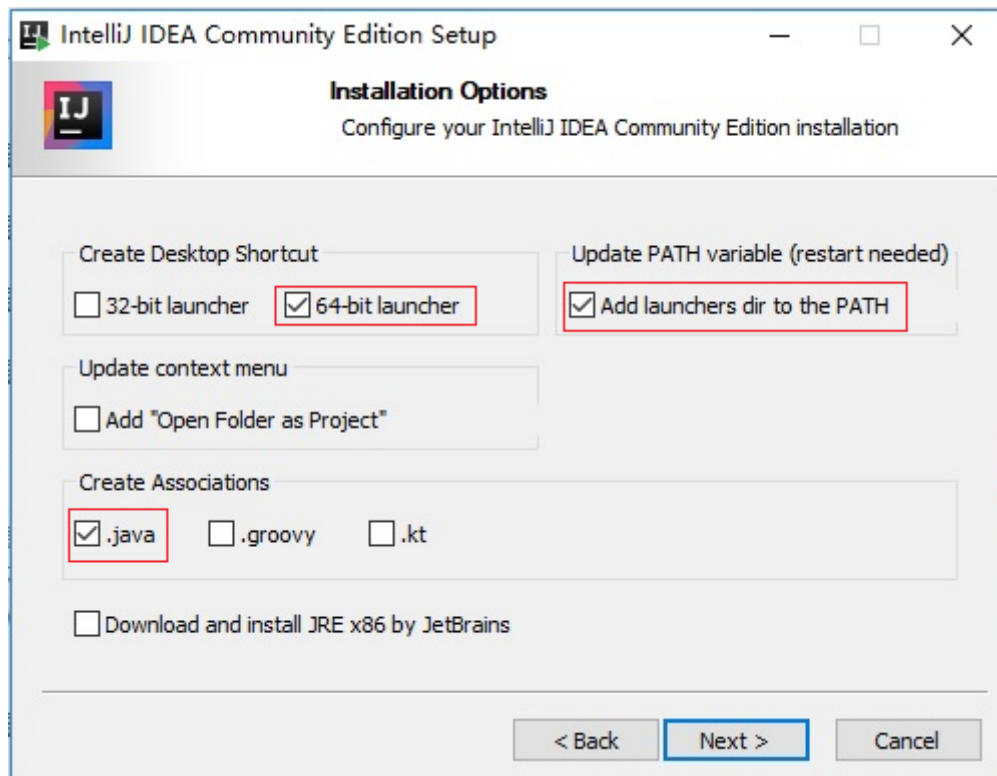 IJ IntelliJ IDEA Community Edition Setup
IJ
Installation Options
Configure your IntelliJ IDEA Community Edition installation
Create Desktop Shortcut
32-bit launcher 64-bit launcher
Update PATH variable (restart needed)
Add launchers dir to the PATH
Update context menu
Add "Open Folder as Project"
Create Associations
.java .groovy .kt
Download and install JRE x86 by JetBrains
< Back Next > Cancel